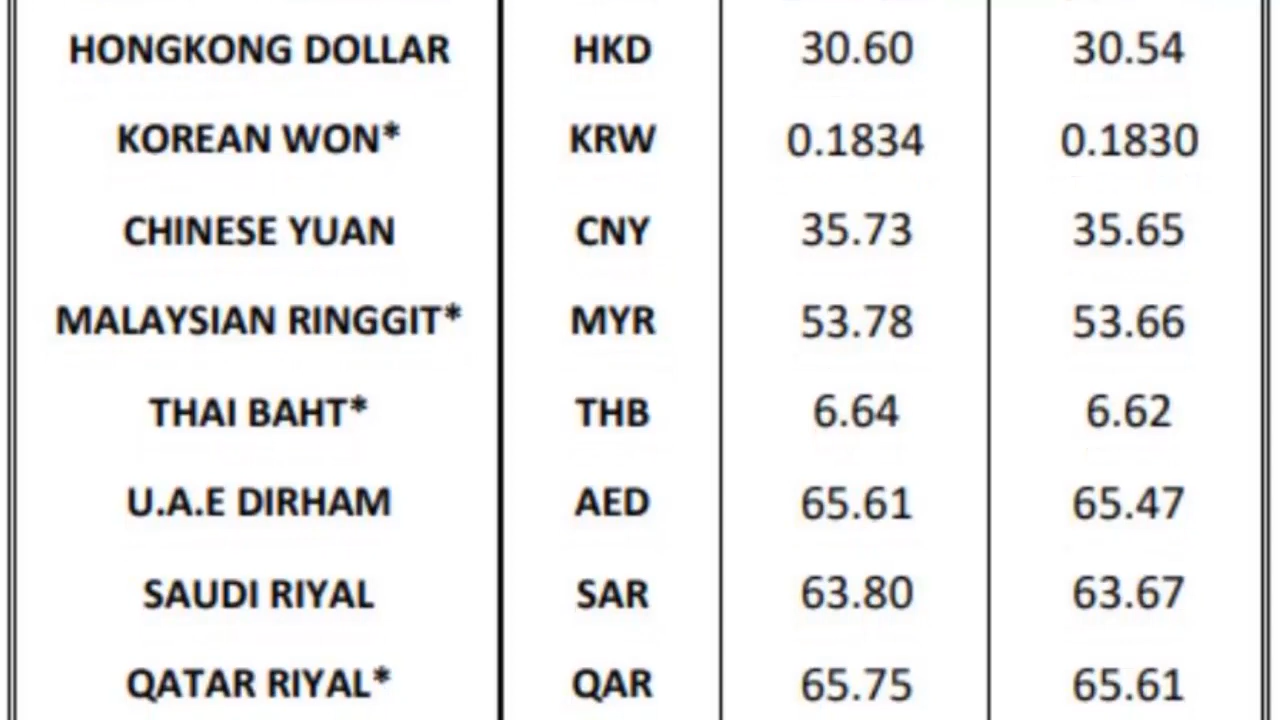 HONGKONG DOLLAR HKD 30.60 30.54
KOREAN WON* KRW 0.1834 0.1830
CHINESE YUAN CNY 35.73 35.65
MALAYSIAN RINGGIT* MYR 53.78 53.66
THAI BAHT* THB 6.64 6.62
U.A.E DIRHAM AED 65.61 65.47
SAUDI RIYAL SAR 63.80 63.67
QATAR RIYAL* QAR 65.75 65.61